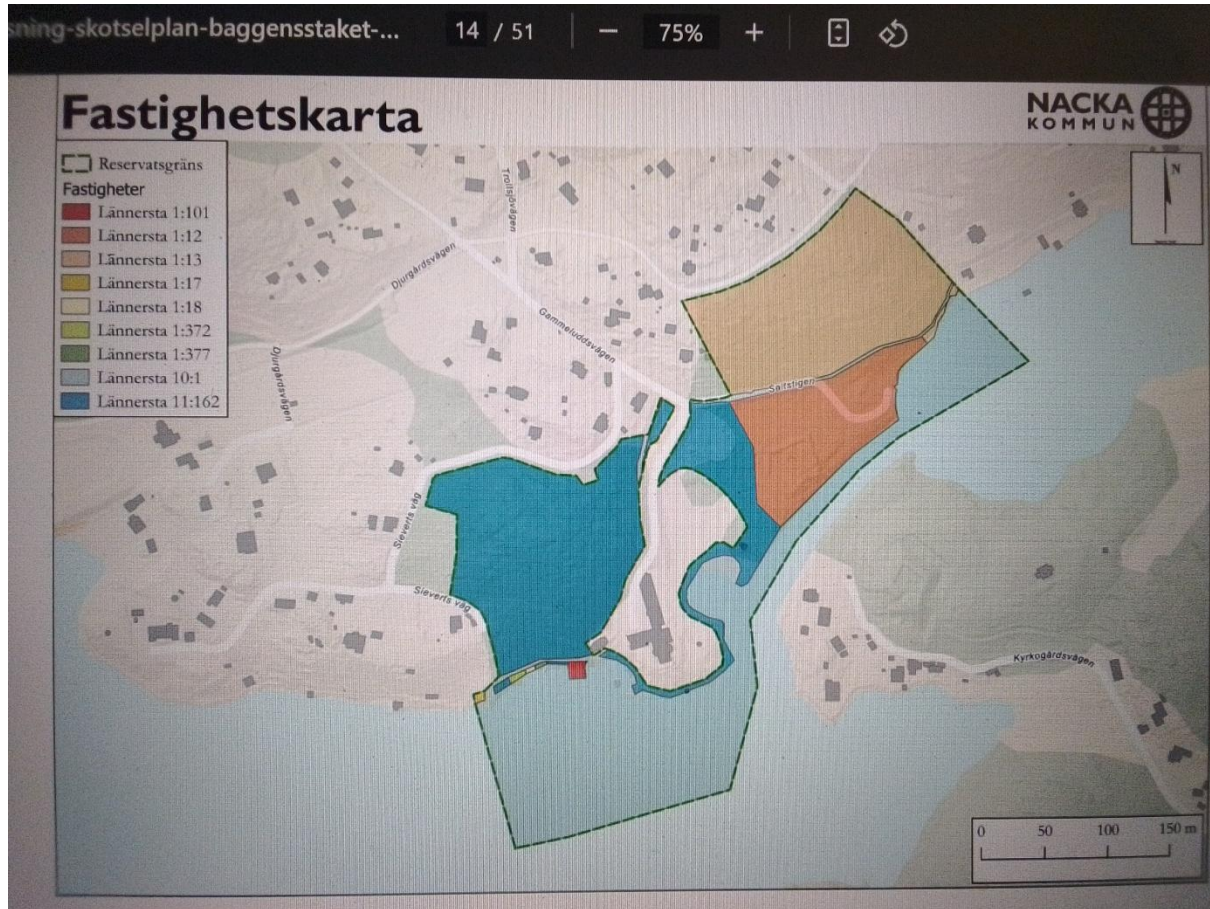 sning-skotselplan-baggensstaket-...
14 / 51
75%
Fastighetskarta
NACKA
KOMMUN
Reservatsgräns
Fastigheter
Lännersta 1:101
Lännersta 1:12
Lännersta 1:13
Lännersta 1:17
Lännersta 1:18
Lännersta 1:372
Lännersta 1:377
Lännersta 10:1
Lännersta 11:162
N
Trollsjövägen
Djurgårdsvägen
Gammeluddsvägen
Djurgårdsvägen
Saltstigen
Sieverts väg
Sieverts väg
Kyrkogårdsvägen
0 50 100 150 m